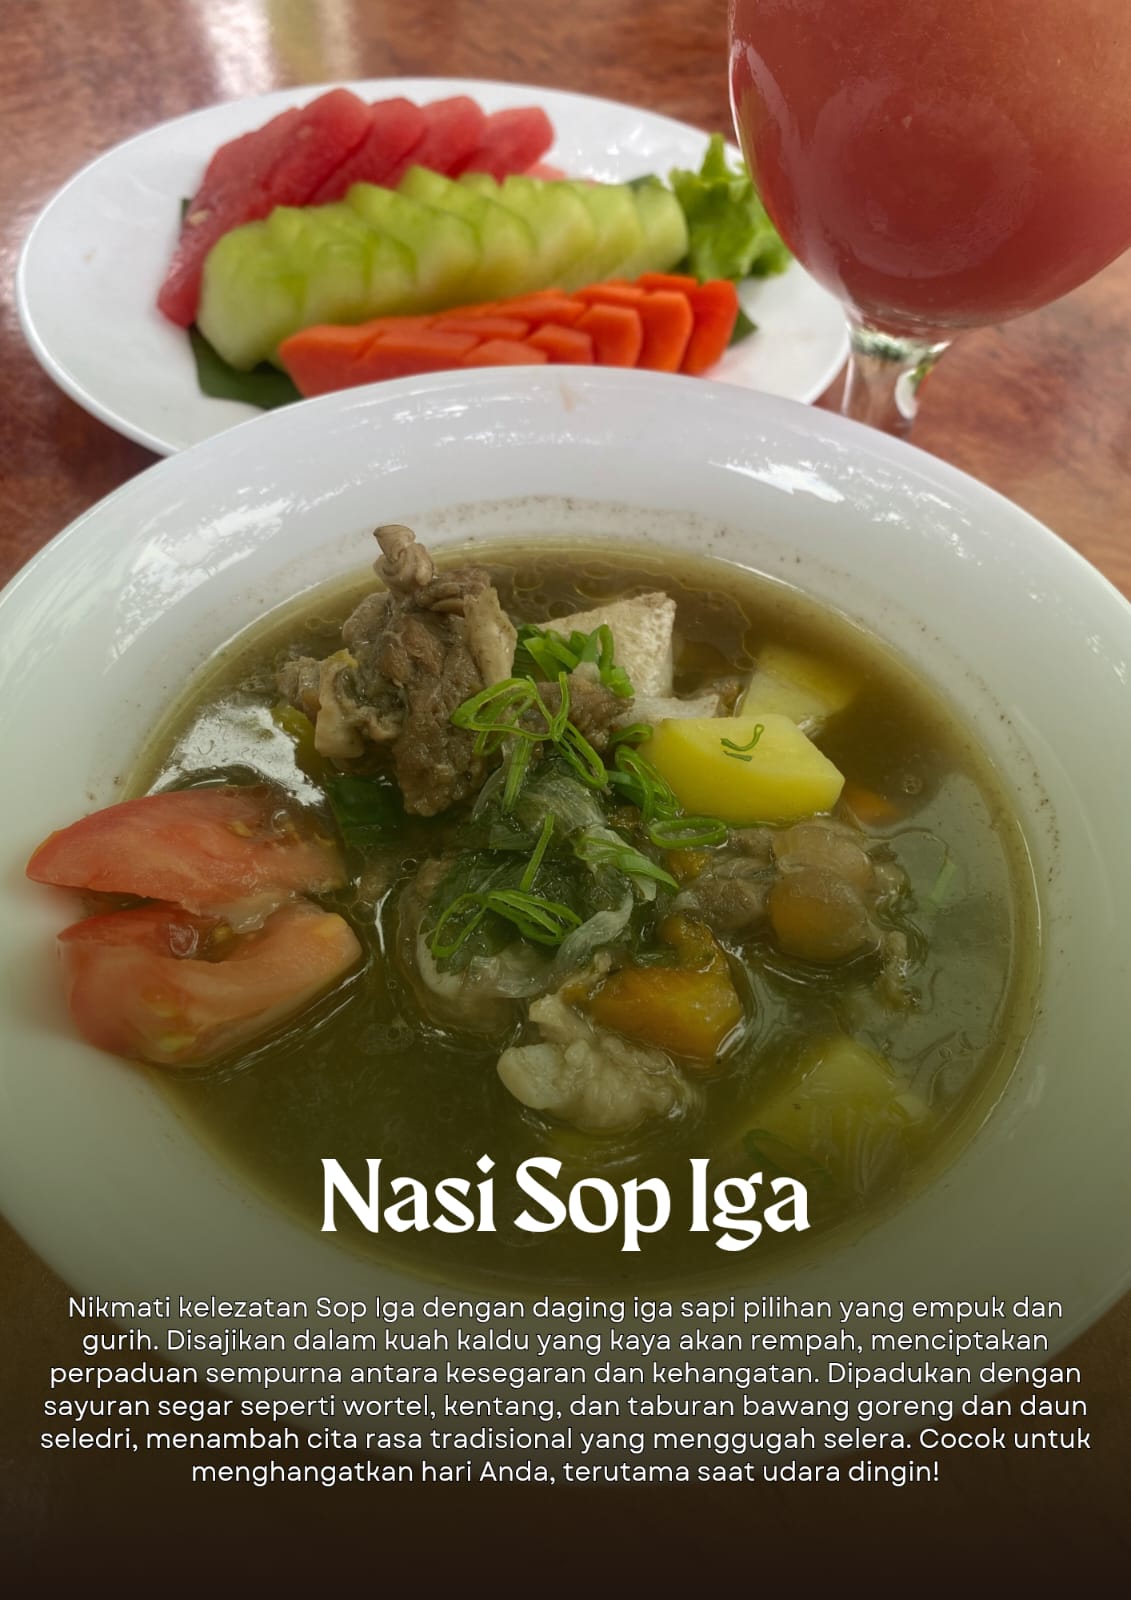 Nasi Sop Iga
Nikmati kelezatan Sop Iga dengan daging iga sapi pilihan yang empuk dan
gurih. Disajikan dalam kuah kaldu yang kaya akan rempah, menciptakan
perpaduan sempurna antara kesegaran dan kehangatan. Dipadukan dengan
sayuran segar seperti wortel, kentang, dan taburan bawang goreng dan daun
seledri, menambah cita rasa tradisional yang menggugah selera. Cocok untuk
menghangatkan hari Anda, terutama saat udara dingin!